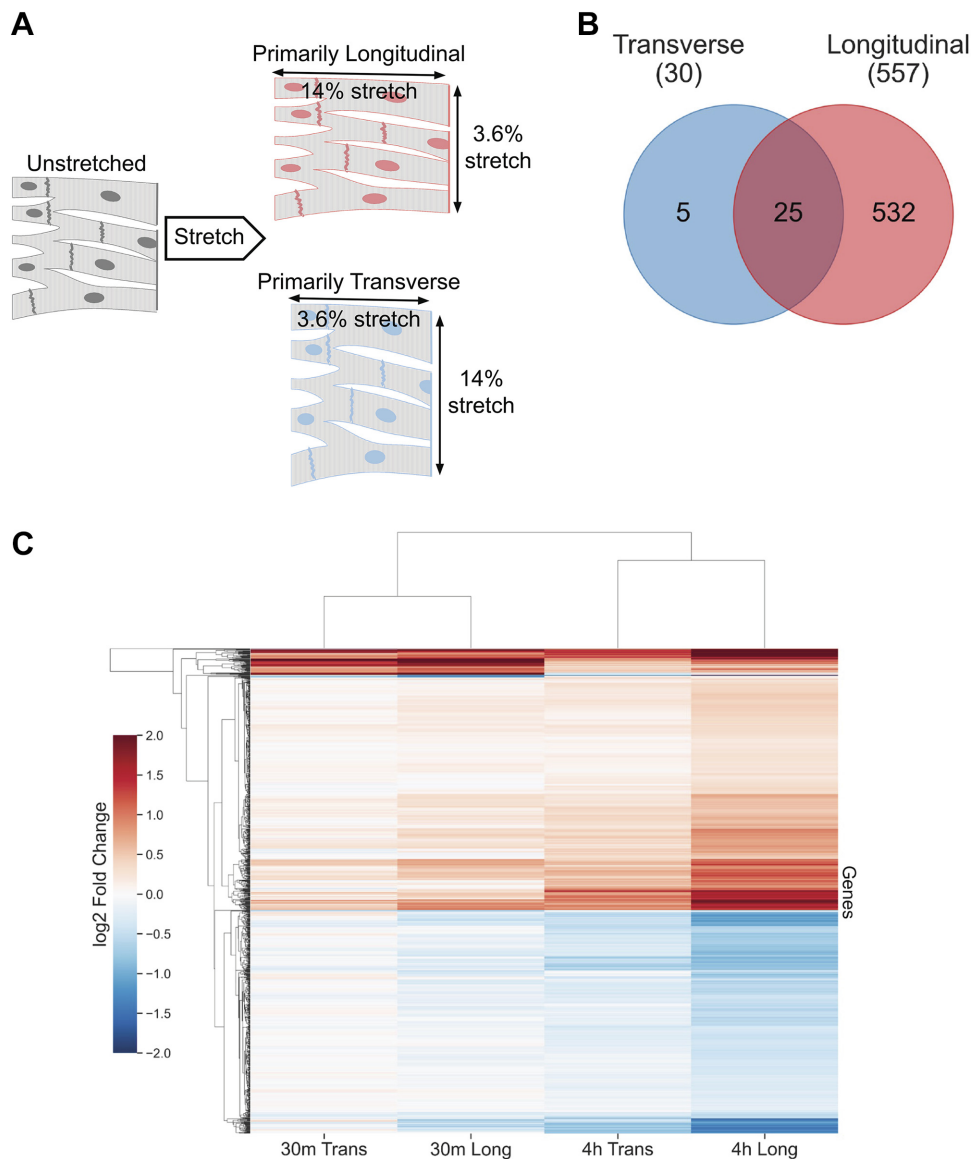 A
Primarily Longitudinal
14% stretch
3.6%
stretch
Unstretched
Stretch
Primarily Transverse
3.6% stretch
14%
stretch
B
Transverse
(30)
Longitudinal
(557)
5
25
532
C
log2 Fold Change
2.0
1.5
1.0
0.5
0.0
−0.5
−1.0
−1.5
−2.0
Genes
30m Trans
30m Long
4h Trans
4h Long